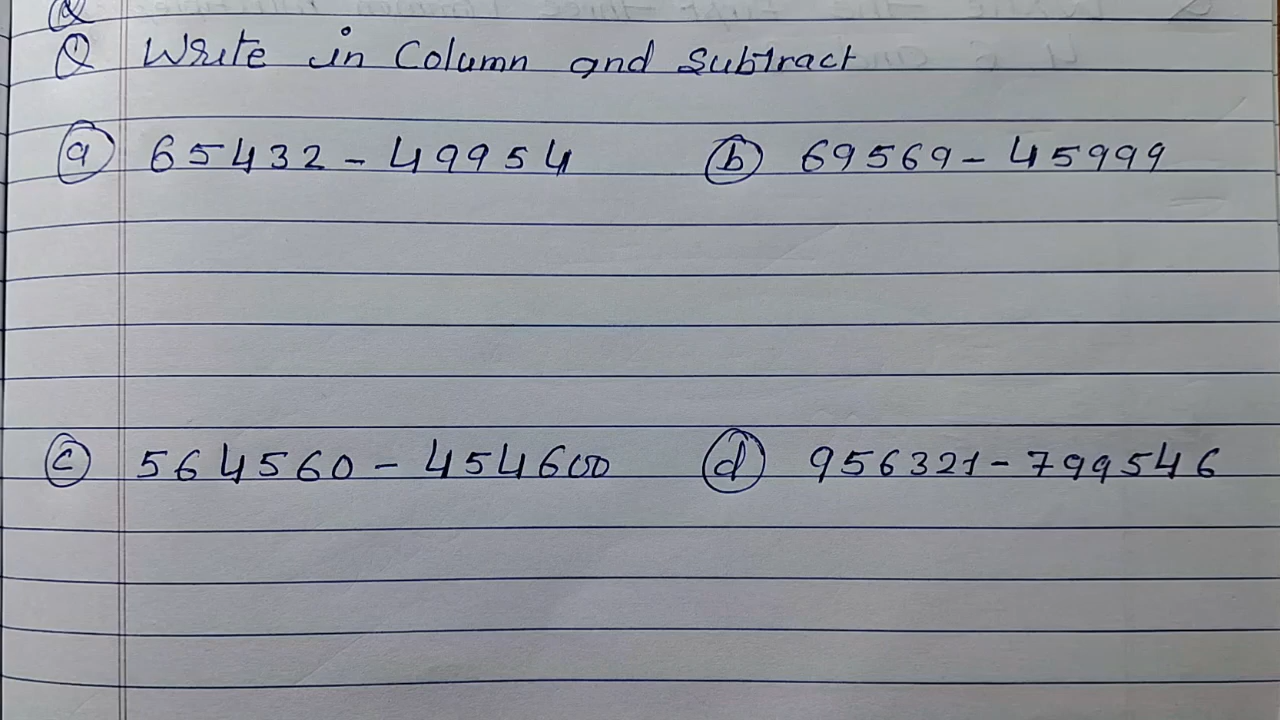 Q
Q Write in Column and Subtract
a 65432 - 49954 b 69569 - 45999
c 564560 - 454600 d 956321 - 799546